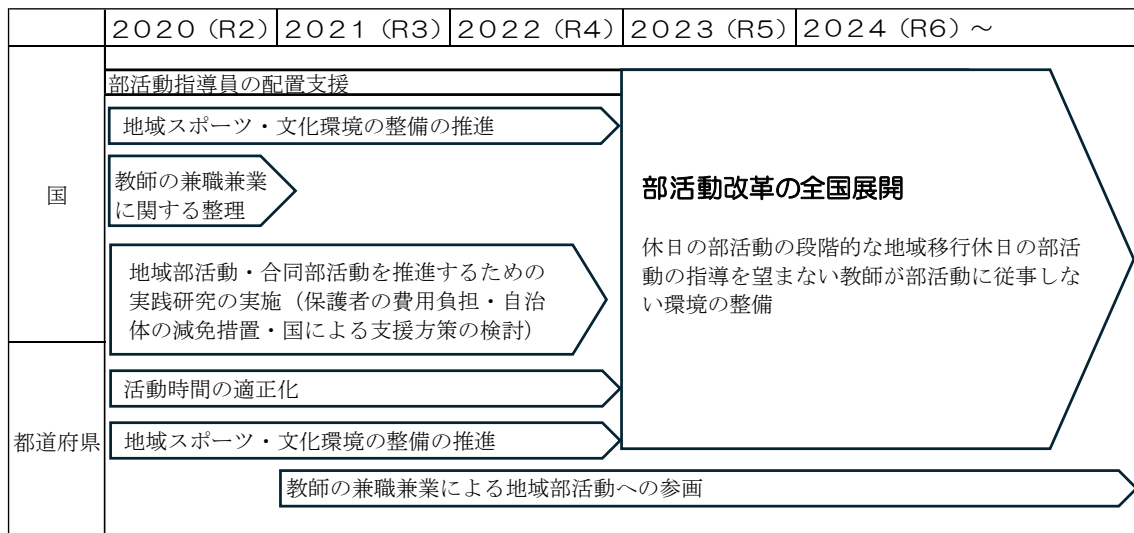 ２０２０（R2） ２０２１（R3） ２０２２（R4） ２０２３（R5） ２０２４（R6）～
国
部活動指導員の配置支援
地域スポーツ・文化環境の整備の推進
教師の兼職兼業
に関する整理
地域部活動・合同部活動を推進するための
実践研究の実施（保護者の費用負担・自治
体の減免措置・国による支援方策の検討）
部活動改革の全国展開
休日の部活動の段階的な地域移行休日の部活
動の指導を望まない教師が部活動に従事しな
い環境の整備
都道府県
活動時間の適正化
地域スポーツ・文化環境の整備の推進
教師の兼職兼業による地域部活動への参画